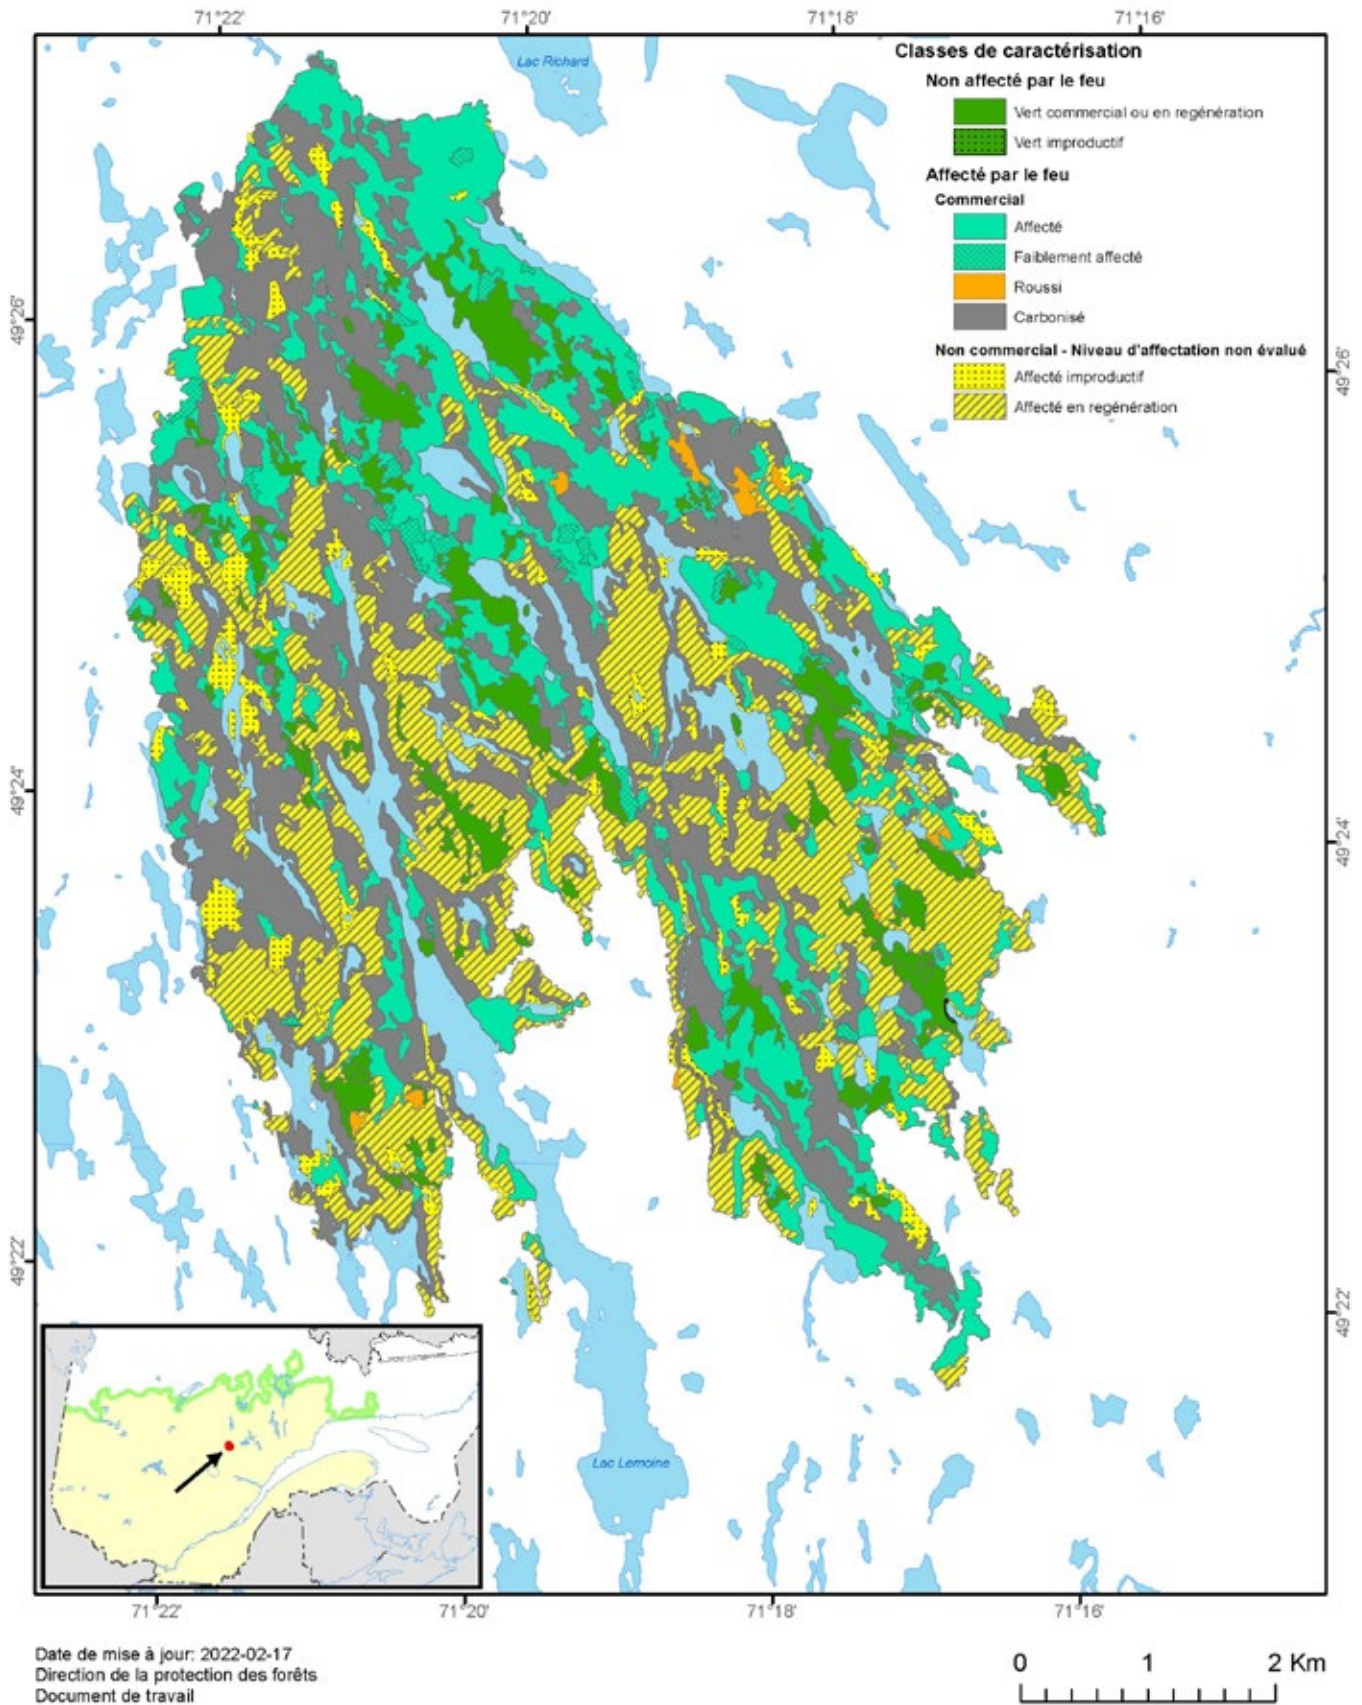 71°22' 71°20' 71°18' 71°16'
Lac Richard
Classes de caractérisation
Non affecté par le feu
Vert commercial ou en regénération
Vert improductif
Affecté par le feu
Commercial
Affecté
Faiblement affecté
Roussi
Carbonisé
Non commercial - Niveau d'affectation non évalué
Affecté improductif
Affecté en regénération
49°26'
49°26'
49°24'
49°24'
49°22'
49°22'
Lac Lemoine
71°22' 71°20' 71°18' 71°16'
Date de mise à jour: 2022-02-17
Direction de la protection des forêts
Document de travail
0 1 2 Km